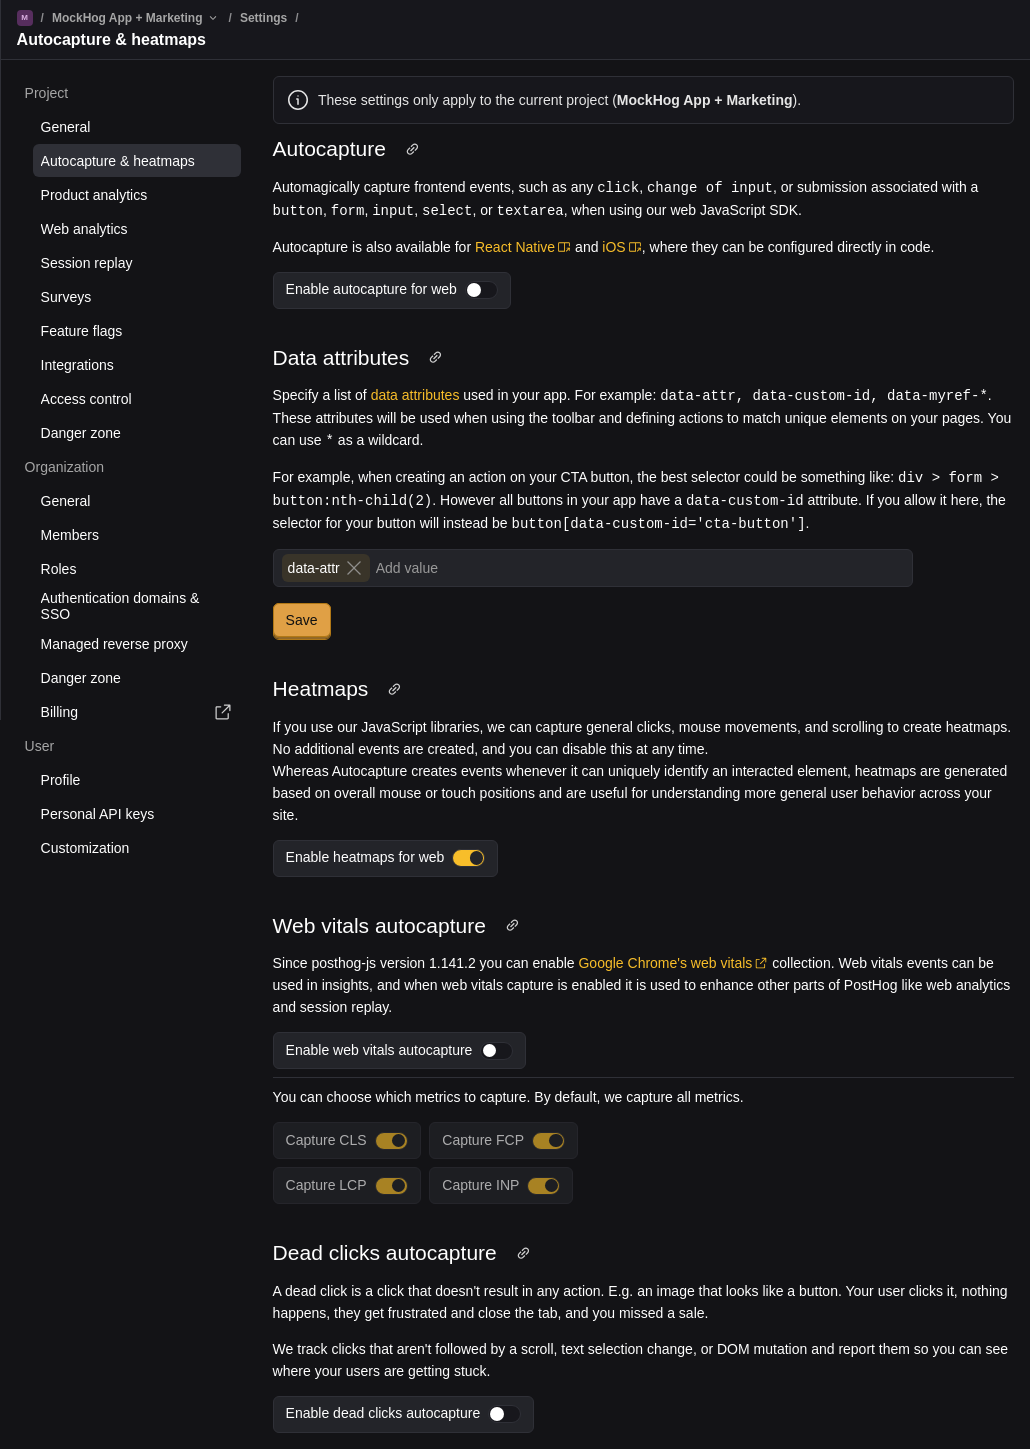 M / MockHog App + Marketing / Settings /
Autocapture & heatmaps
Project
General
Autocapture & heatmaps
Product analytics
Web analytics
Session replay
Surveys
Feature flags
Integrations
Access control
Danger zone
Organization
General
Members
Roles
Authentication domains &
SSO
Managed reverse proxy
Danger zone
Billing
User
Profile
Personal API keys
Customization
These settings only apply to the current project (MockHog App + Marketing).
Autocapture
Automagically capture frontend events, such as any click, change of input, or submission associated with a
button, form, input, select, or textarea, when using our web JavaScript SDK.
Autocapture is also available for React Native and iOS, where they can be configured directly in code.
Enable autocapture for web
Data attributes
Specify a list of data attributes used in your app. For example: data-attr, data-custom-id, data-myref-*.
These attributes will be used when using the toolbar and defining actions to match unique elements on your pages. You
can use * as a wildcard.
For example, when creating an action on your CTA button, the best selector could be something like: div > form >
button:nth-child(2). However all buttons in your app have a data-custom-id attribute. If you allow it here, the
selector for your button will instead be button[data-custom-id='cta-button'].
data-attr Add value
Save
Heatmaps
If you use our JavaScript libraries, we can capture general clicks, mouse movements, and scrolling to create heatmaps.
No additional events are created, and you can disable this at any time.
Whereas Autocapture creates events whenever it can uniquely identify an interacted element, heatmaps are generated
based on overall mouse or touch positions and are useful for understanding more general user behavior across your
site.
Enable heatmaps for web
Web vitals autocapture
Since posthog-js version 1.141.2 you can enable Google Chrome's web vitals collection. Web vitals events can be
used in insights, and when web vitals capture is enabled it is used to enhance other parts of PostHog like web analytics
and session replay.
Enable web vitals autocapture
You can choose which metrics to capture. By default, we capture all metrics.
Capture CLS Capture FCP
Capture LCP Capture INP
Dead clicks autocapture
A dead click is a click that doesn't result in any action. E.g. an image that looks like a button. Your user clicks it, nothing
happens, they get frustrated and close the tab, and you missed a sale.
We track clicks that aren't followed by a scroll, text selection change, or DOM mutation and report them so you can see
where your users are getting stuck.
Enable dead clicks autocapture